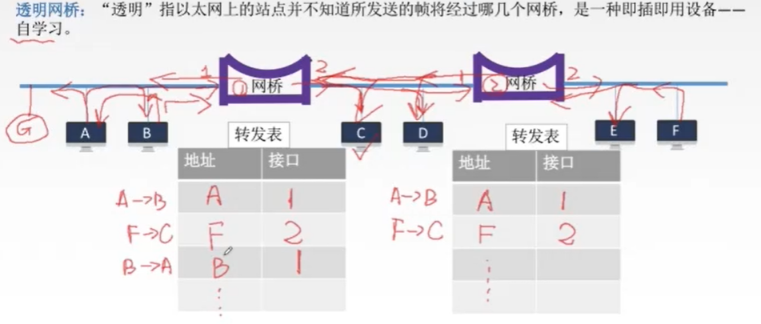 透明网桥：“透明”指以太网上的站点并不知道所发送的帧将经过哪几个网桥，是一种即插即用设备——
自学习。
1 ① 网桥 2 1 ② 网桥 2
G A B C D E F
转发表 转发表
地址 接口 地址 接口
A→B A 1 A→B A 1
F→C F 2 F→C F 2
B→A B 1